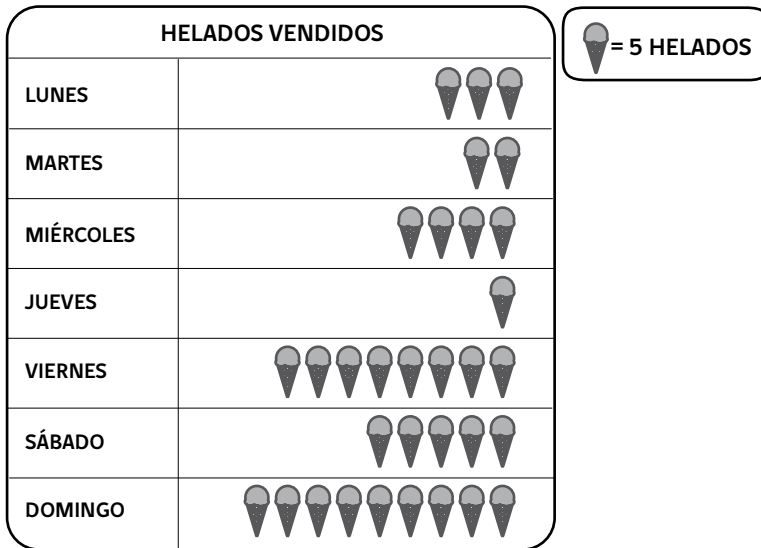 HELADOS VENDIDOS
= 5 HELADOS
LUNES
MARTES
MIÉRCOLES
JUEVES
VIERNES
SÁBADO
DOMINGO